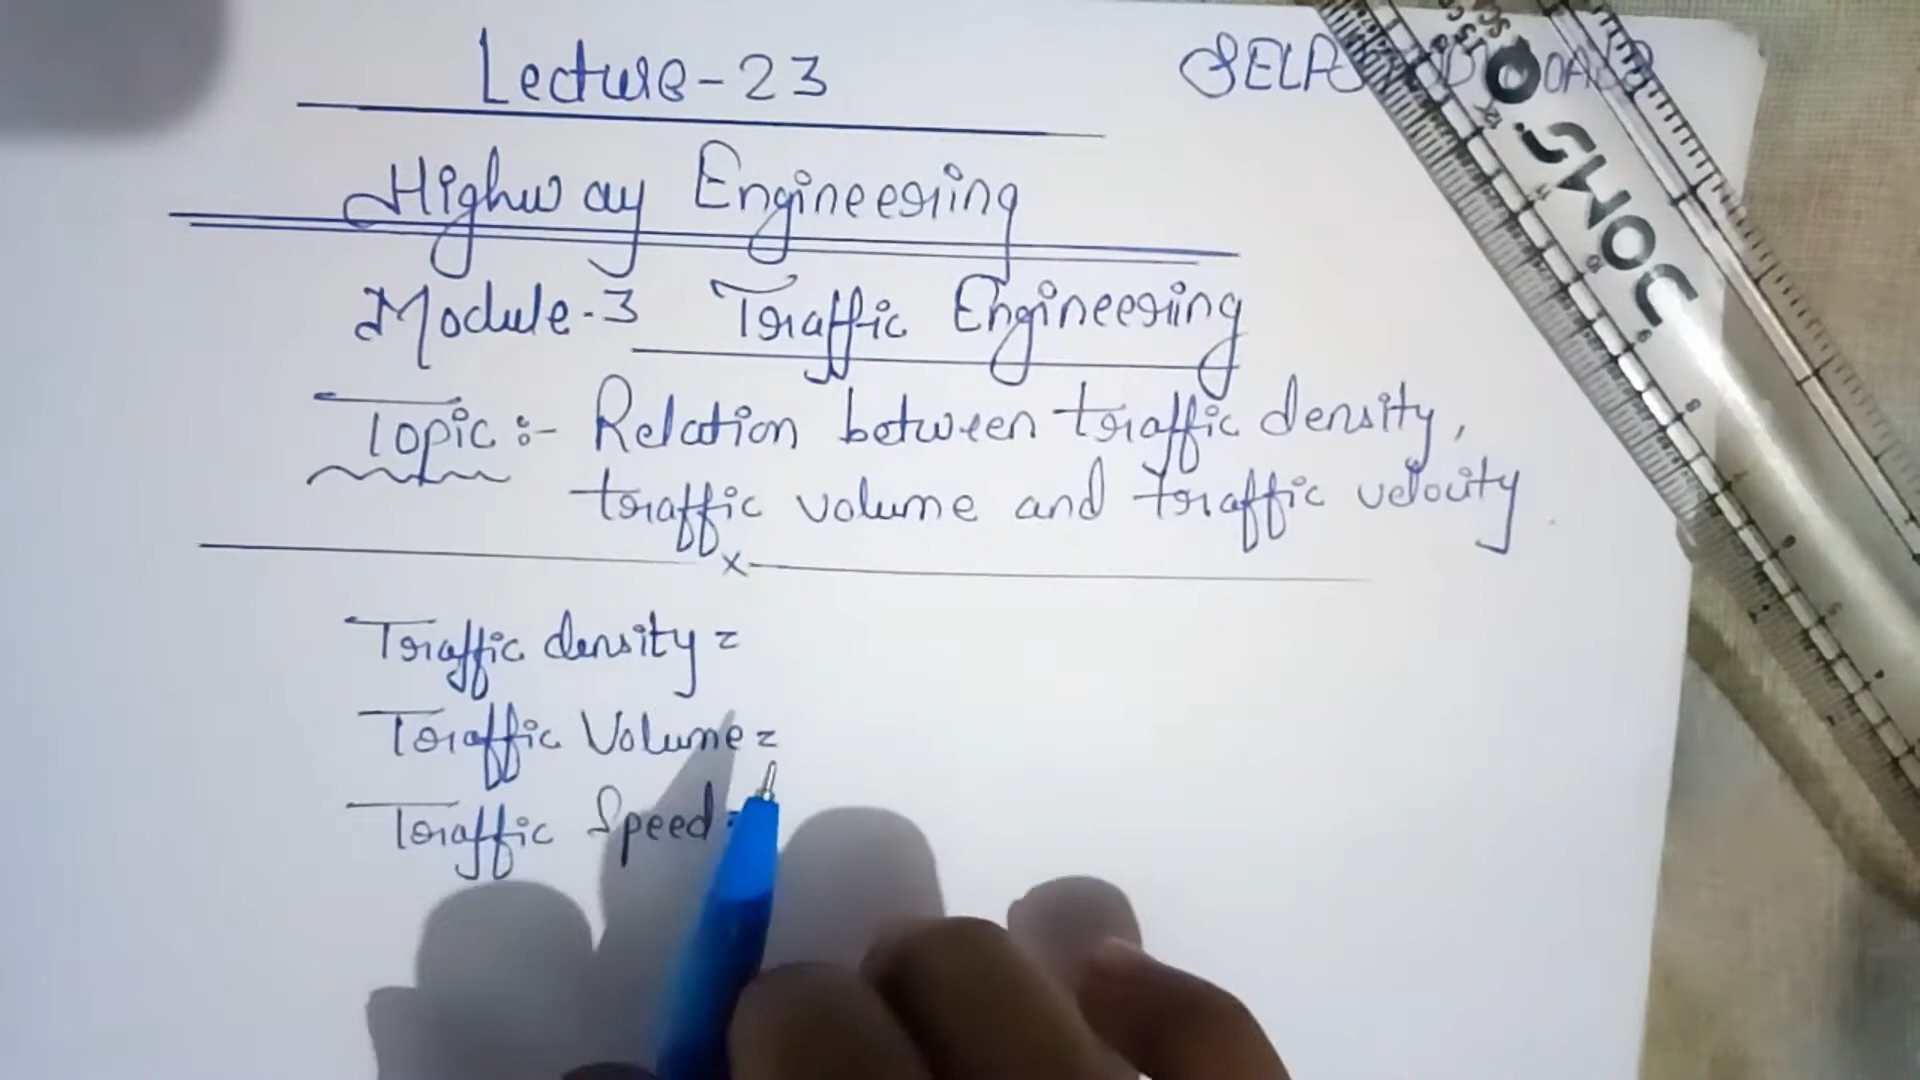 Lecture-23
Highway Engineering
Module-3 Traffic Engineering
Topic :- Relation between traffic density,
traffic volume and traffic velocity
x
Traffic density =
Traffic Volume =
Traffic Speed =